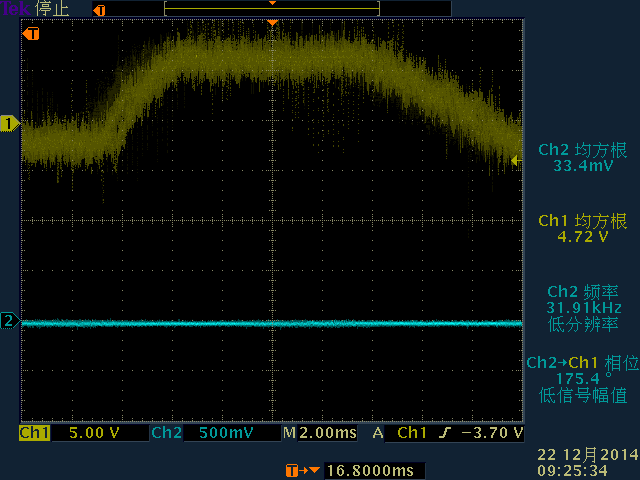 Tek 停止
T
T
1
Ch2 均方根
33.4mV
Ch1 均方根
4.72 V
Ch2 频率
31.91kHz
低分辨率
2
Ch2→Ch1 相位
175.4 °
低信号幅值
Ch1 5.00 V Ch2 500mV M 2.00ms A Ch1 ∫ −3.70 V
T→▼ 16.8000ms
22 12月 2014
09:25:34